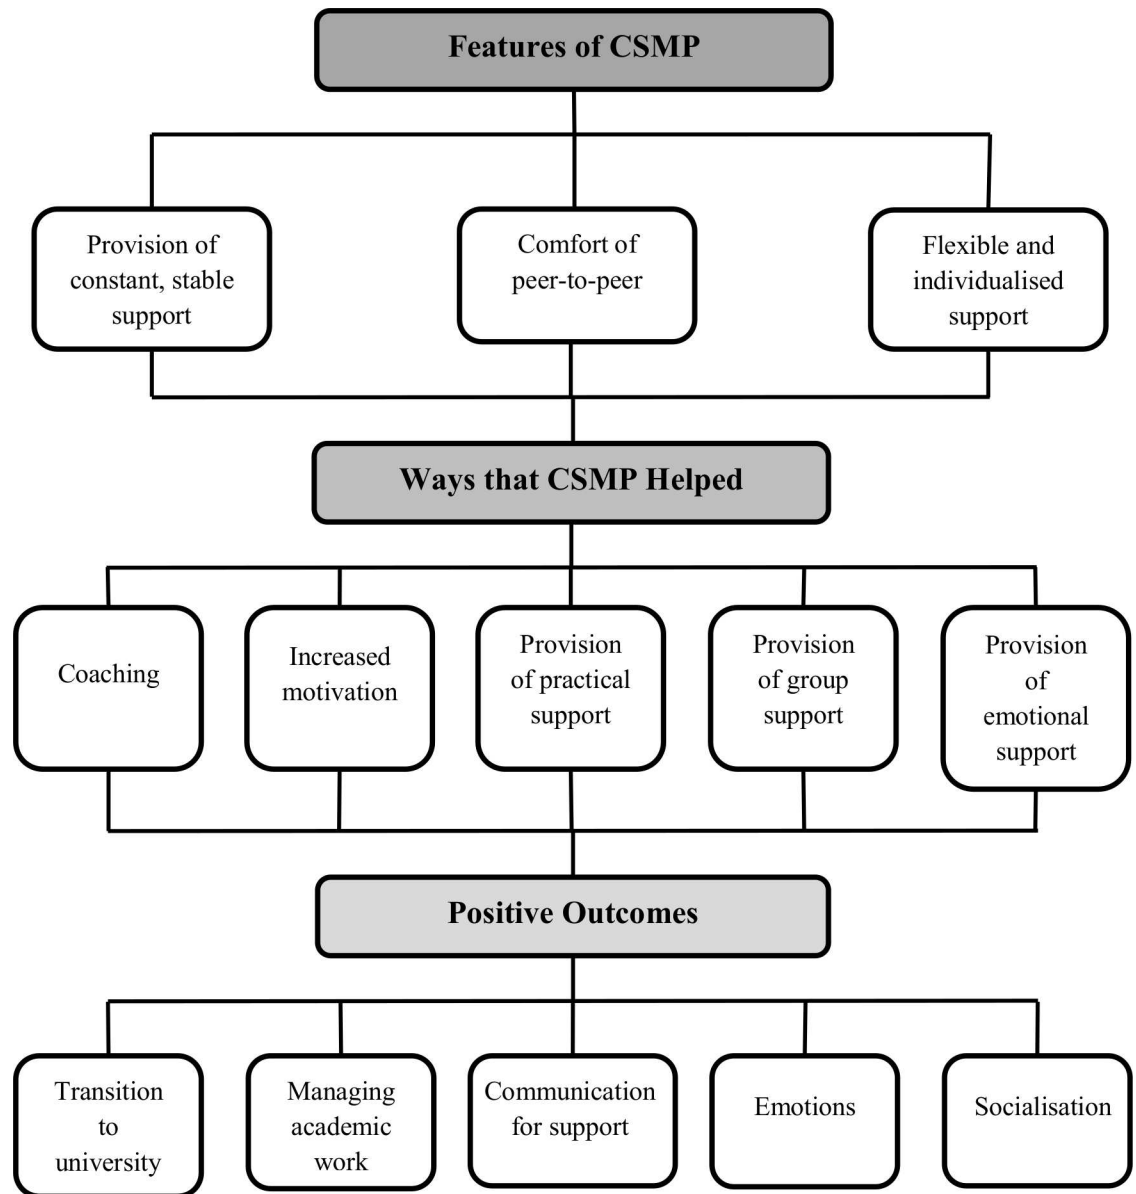 Features of CSMP
Provision of
constant, stable
support
Comfort of
peer-to-peer
Flexible and
individualised
support
Ways that CSMP Helped
Coaching
Increased
motivation
Provision
of practical
support
Provision
of group
support
Provision
of
emotional
support
Positive Outcomes
Transition
to
university
Managing
academic
work
Communication
for support
Emotions
Socialisation